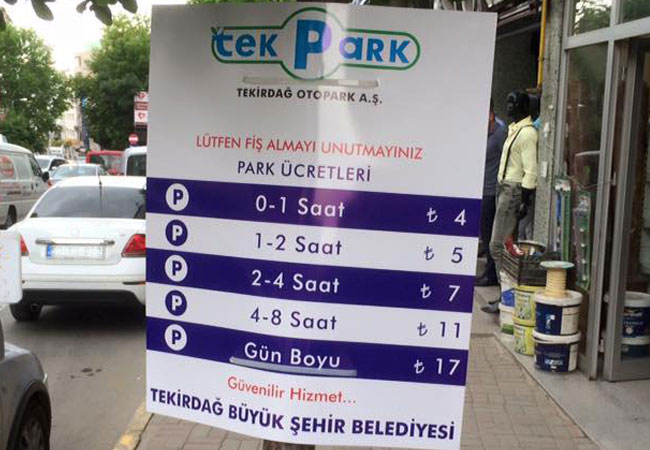 tek Park
TEKİRDAĞ OTOPARK A.Ş.
LÜTFEN FİŞ ALMAYI UNUTMAYINIZ
PARK ÜCRETLERİ
P 0-1 Saat ₺ 4
P 1-2 Saat ₺ 5
P 2-4 Saat ₺ 7
P 4-8 Saat ₺ 11
P Gün Boyu ₺ 17
Güvenilir Hizmet...
TEKİRDAĞ BÜYÜK ŞEHİR BELEDİYESİ